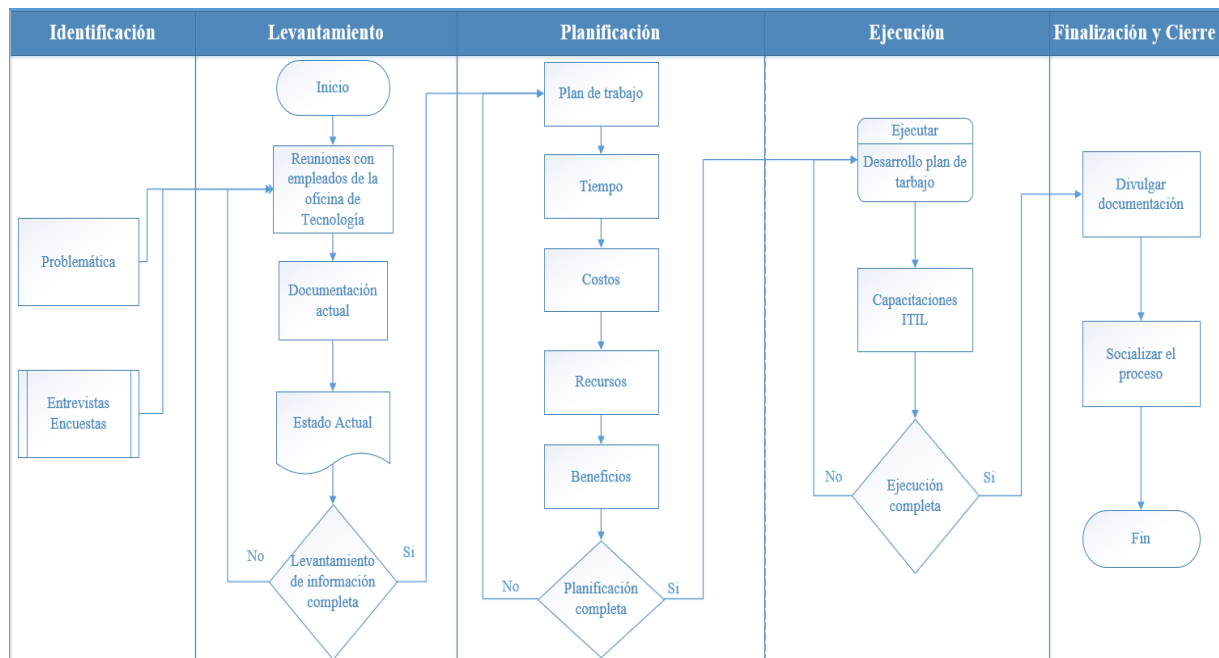 Identificación
Levantamiento
Planificación
Ejecución
Finalización y Cierre
Problemática
Entrevistas
Encuestas
Inicio
Reuniones con
empleados de la
oficina de
Tecnología
Documentación
actual
Estado Actual
Levantamiento
de información
completa
No
Si
Plan de trabajo
Tiempo
Costos
Recursos
Beneficios
Planificación
completa
No
Si
Ejecutar
Desarrollo plan de
tarbajo
Capacitaciones
ITIL
Ejecución
completa
No
Si
Divulgar
documentación
Socializar el
proceso
Fin